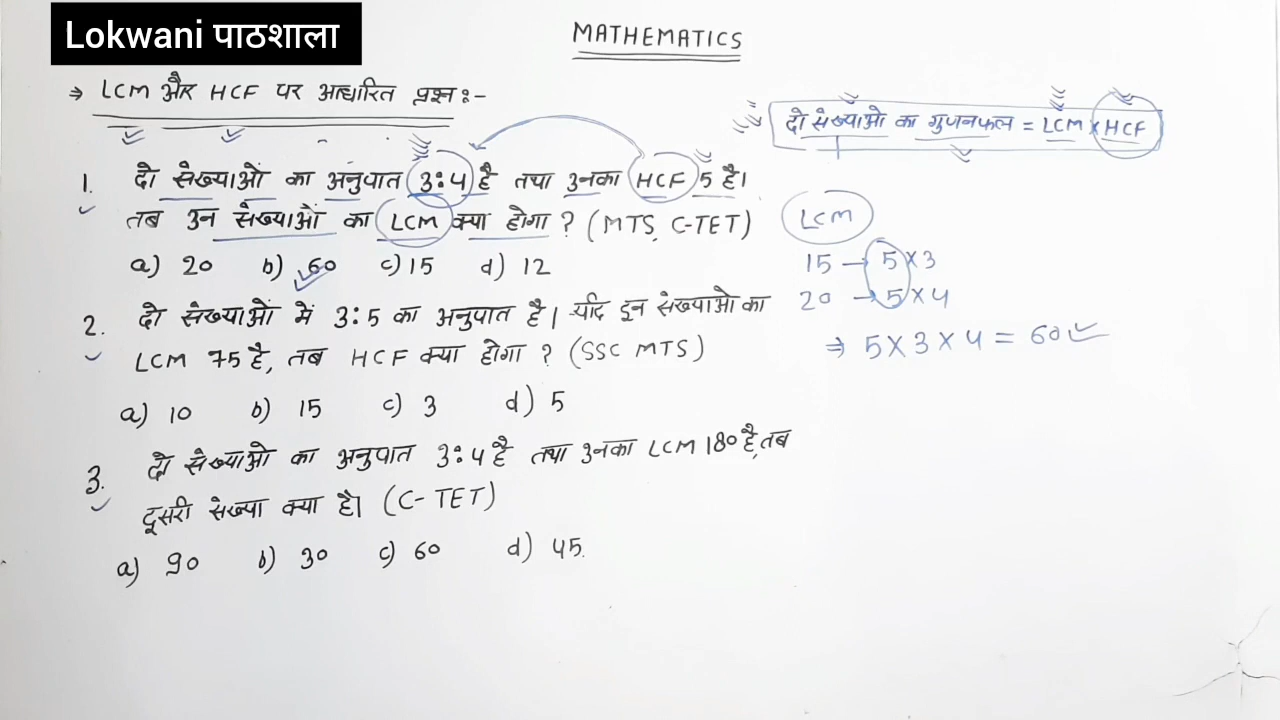 Lokwani पाठशाला
MATHEMATICS
⇒ LCM और HCF पर आधारित प्रश्न :-
दो संख्याओं का गुणनफल = LCM × HCF
1. दो संख्याओं का अनुपात 3:4 है तथा उनका HCF 5 है।
तब उन संख्याओं का LCM क्या होगा ? (MTS, C-TET)
a) 20 b) 60 c) 15 d) 12
LCM
15 → 5×3
20 → 5×4
⇒ 5×3×4 = 60
2. दो संख्याओं में 3:5 का अनुपात है। यदि इन संख्याओ का
LCM 75 है, तब HCF क्या होगा ? (SSC MTS)
a) 10 b) 15 c) 3 d) 5
3. दो संख्याओ का अनुपात 3:4 है तथा उनका LCM 180 है, तब
दूसरी संख्या क्या है। (C-TET)
a) 90 b) 30 c) 60 d) 45.